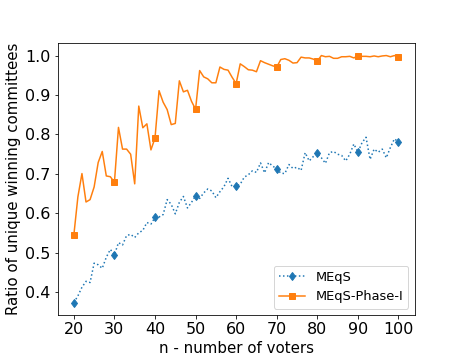 Ratio of unique winning committees
1.0
0.9
0.8
0.7
0.6
0.5
0.4
20 30 40 50 60 70 80 90 100
n - number of voters
MEqS
MEqS-Phase-I